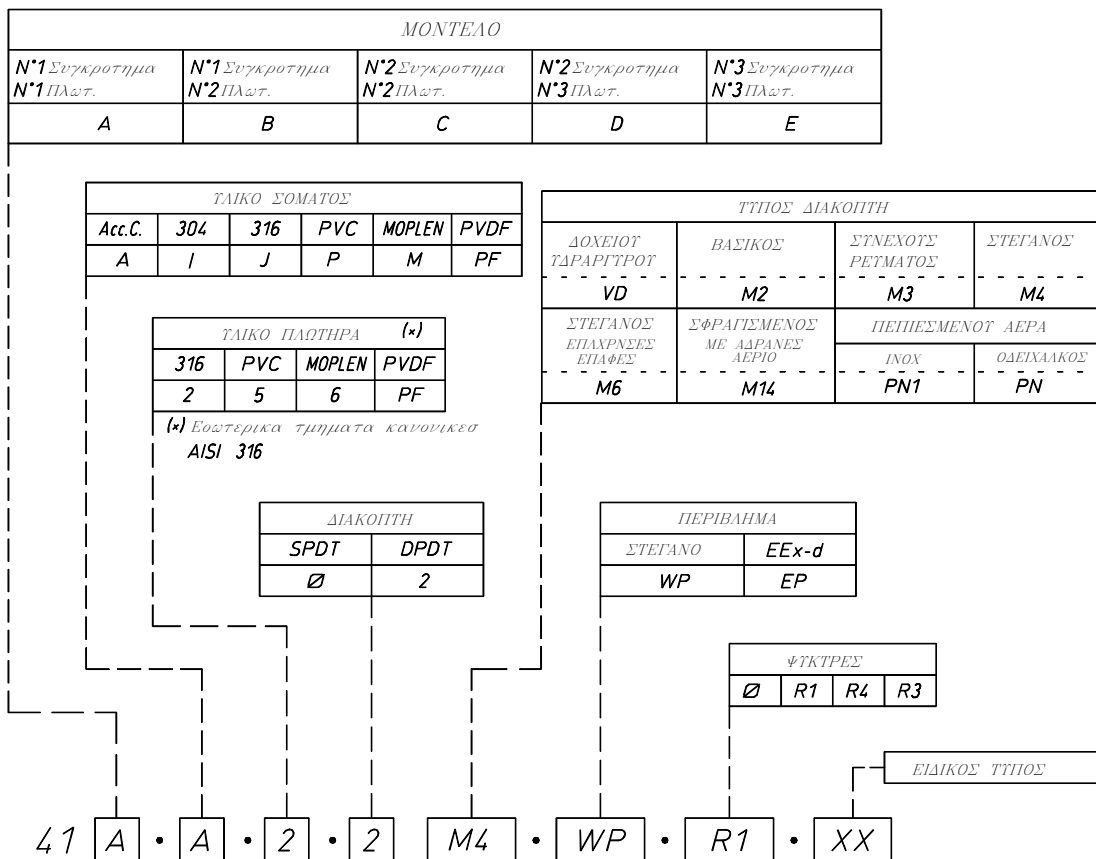 ΜΟΝΤΕΛΟ
N°1 Συγκροτημα N°1 Συγκροτημα N°2 Συγκροτημα N°2 Συγκροτημα N°3 Συγκροτημα
N°1 Πλωτ. N°2 Πλωτ. N°2 Πλωτ. N°3 Πλωτ. N°3 Πλωτ.
A B C D E
ΥΛΙΚΟ ΣΟΜΑΤΟΣ
Acc.C. 304 316 PVC MOPLEN PVDF
A I J P M PF
ΤΥΠΟΣ ΔΙΑΚΟΠΤΗ
ΔΟΧΕΙΟΥ ΒΑΣΙΚΟΣ ΣΥΝΕΧΟΥΣ ΣΤΕΓΑΝΟΣ
ΥΔΡΑΡΓΥΡΟΥ ΡΕΥΜΑΤΟΣ
VD M2 M3 M4
ΣΤΕΓΑΝΟΣ ΣΦΡΑΓΙΣΜΕΝΟΣ ΠΕΠΙΕΣΜΕΝΟΥ ΑΕΡΑ
ΕΠΛΧΡΝΣΕΣ ΜΕ ΑΔΡΑΝΕΣ
ΕΠΑΦΕΣ ΑΕΡΙΟ ΙΝΟΧ ΟΔΕΙΧΑΛΚΟΣ
M6 M14 PN1 PN
ΥΛΙΚΟ ΠΛΩΤΗΡΑ (×)
316 PVC MOPLEN PVDF
2 5 6 PF
(×) Εσωτερικα τμηματα κανονικεσ
AISI 316
ΔΙΑΚΟΠΤΗ
SPDT DPDT
Ø 2
ΠΕΡΙΒΛΗΜΑ
ΣΤΕΓΑΝΟ EEx-d
WP EP
ΨΥΚΤΡΕΣ
Ø R1 R4 R3
ΕΙΔΙΚΟΣ ΤΥΠΟΣ
41 A • A • 2 • 2 M4 • WP • R1 • XX